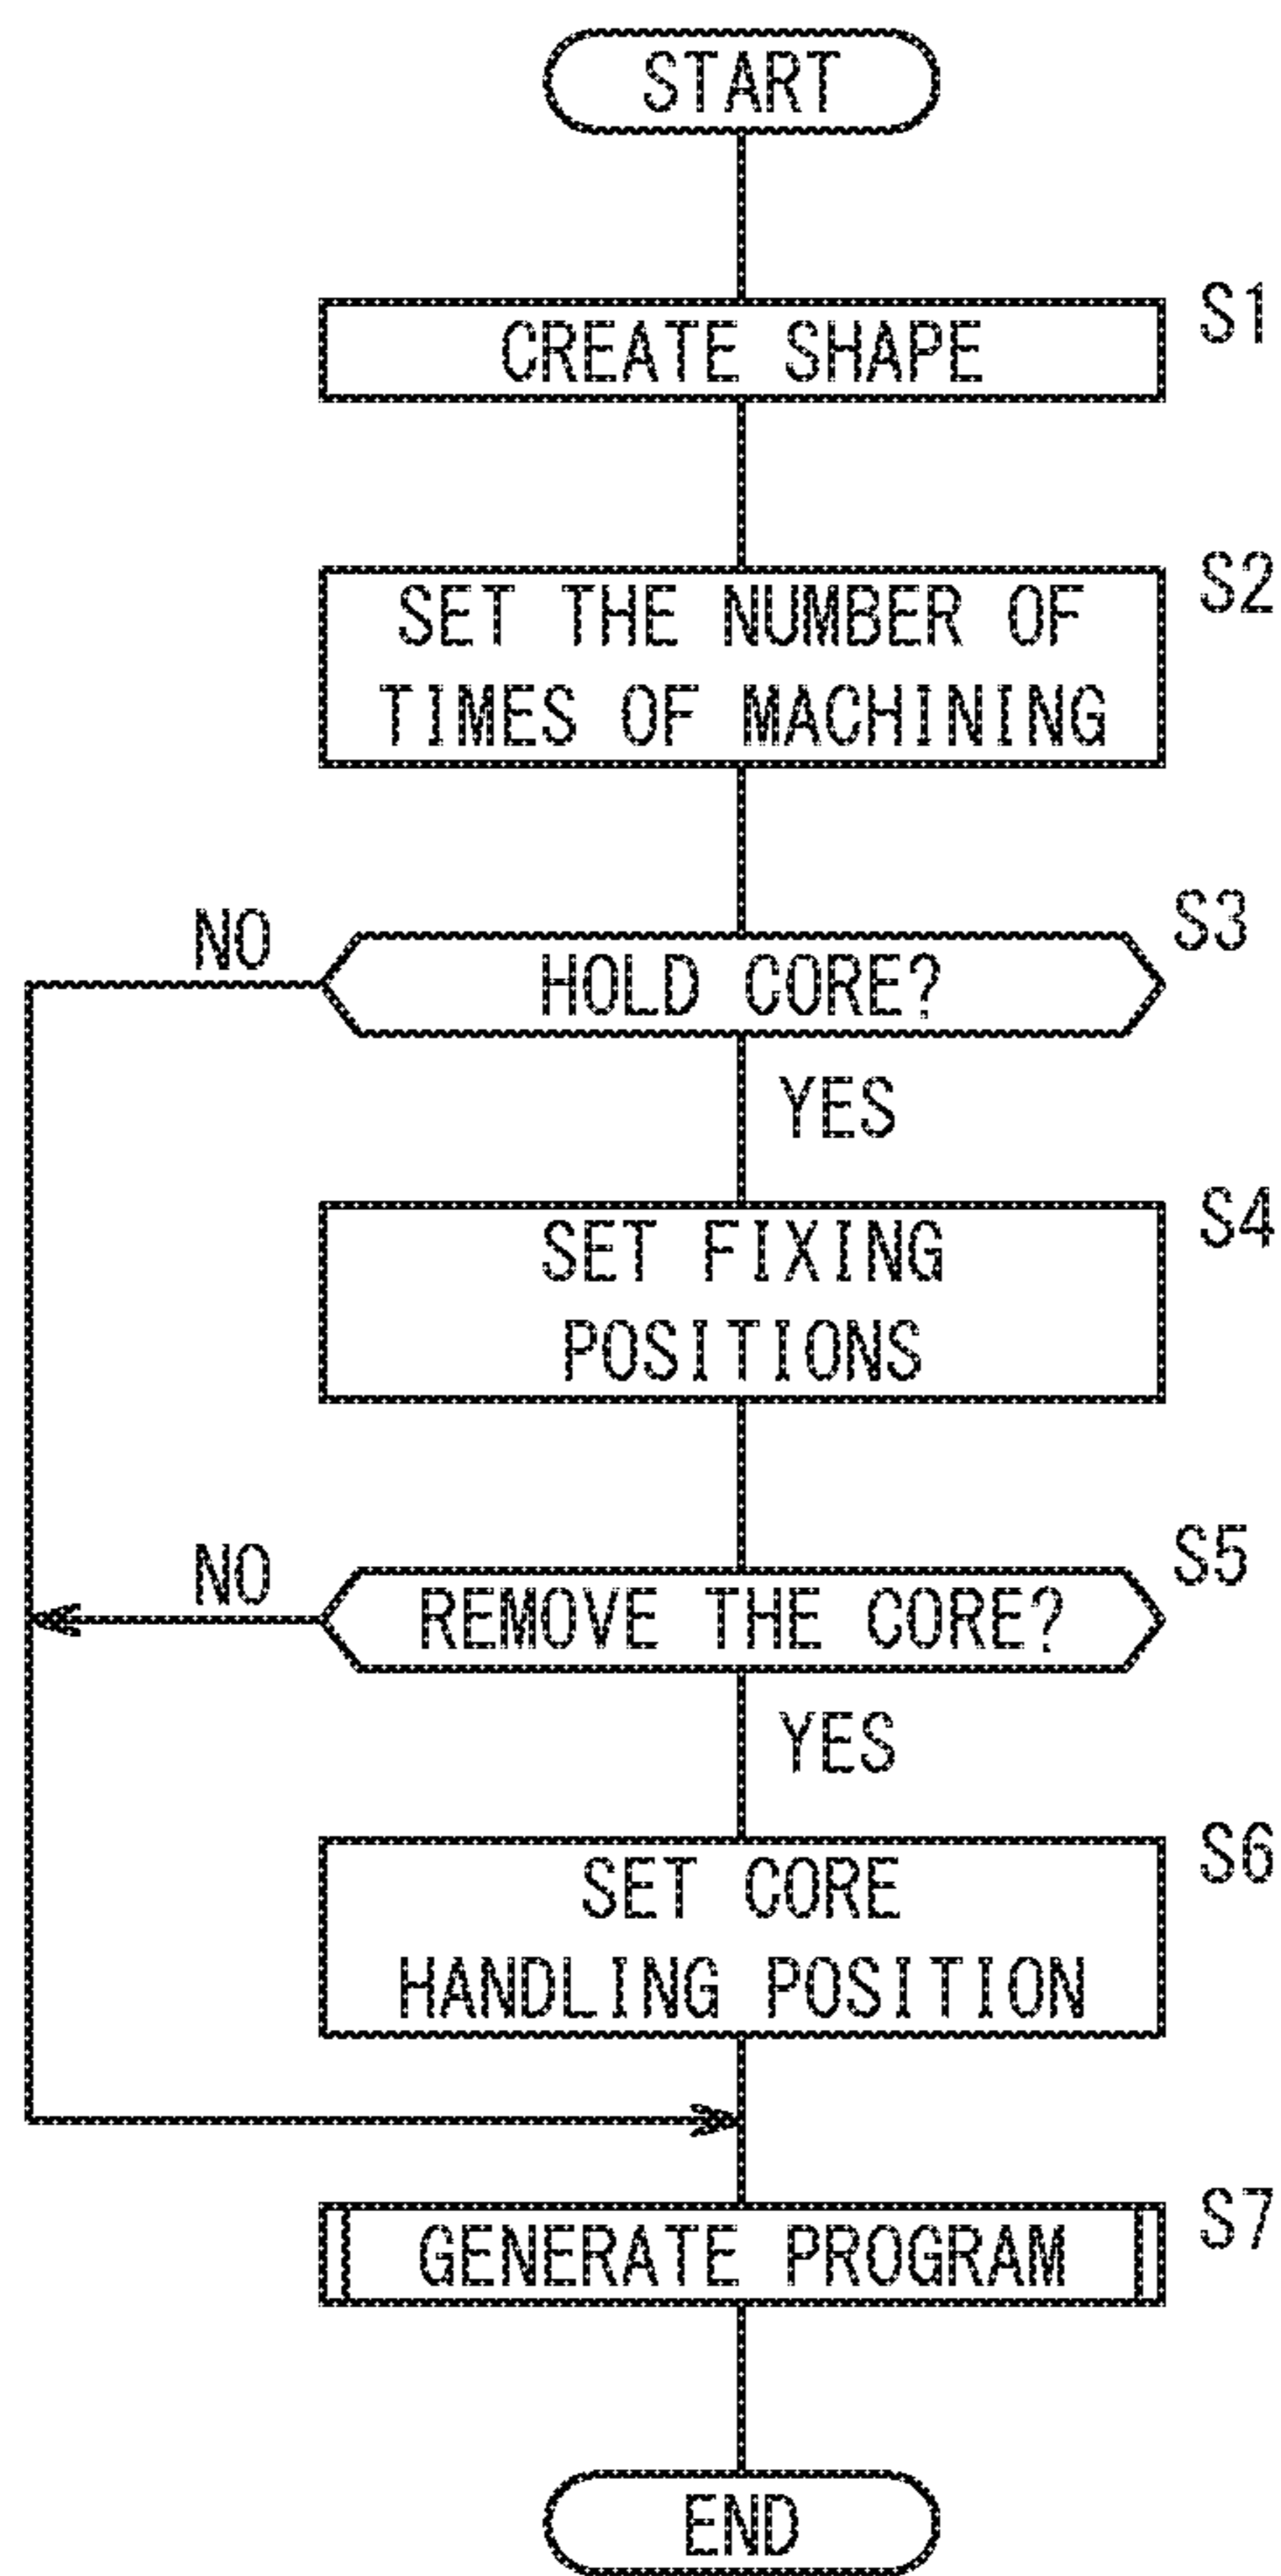 START
CREATE SHAPE
S1
SET THE NUMBER OF
TIMES OF MACHINING
S2
NO
HOLD CORE?
S3
YES
SET FIXING
POSITIONS
S4
NO
REMOVE THE CORE?
S5
YES
SET CORE
HANDLING POSITION
S6
GENERATE PROGRAM
S7
END